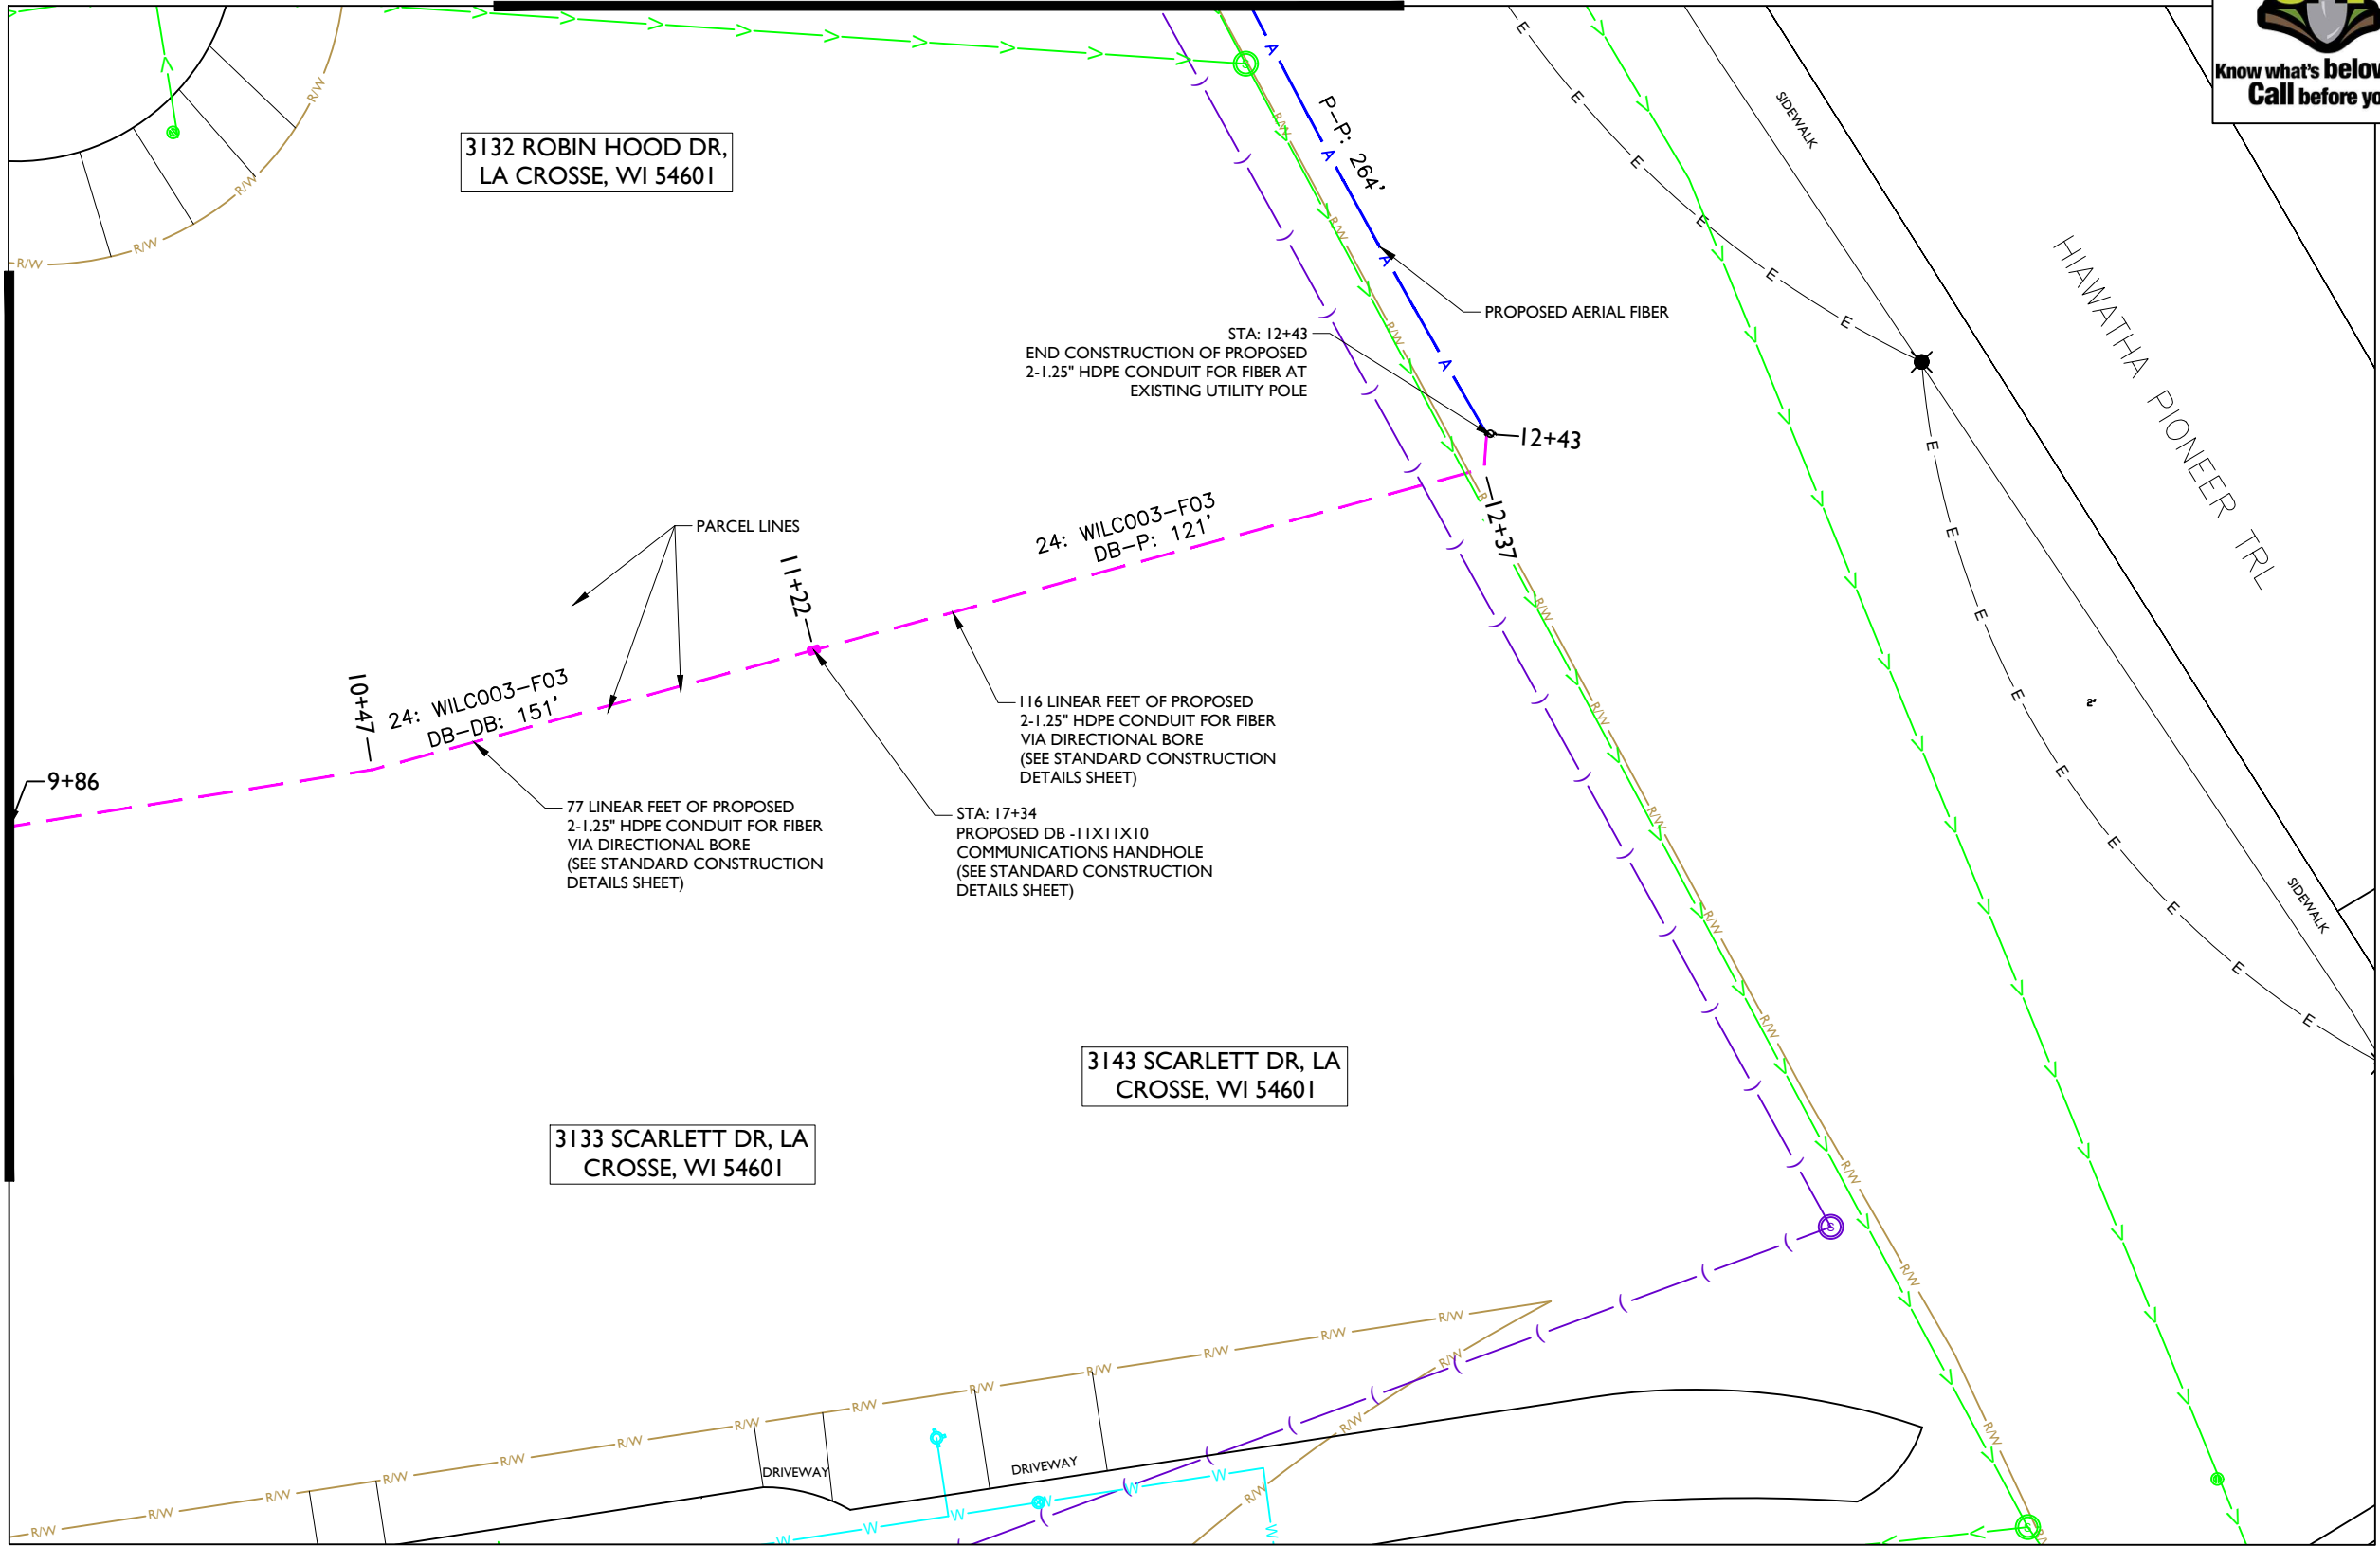 Know what's below
Call before yo
3132 ROBIN HOOD DR,
LA CROSSE, WI 54601
P-P: 264'
SIDEWALK
HIAWATHA PIONEER TRL
PROPOSED AERIAL FIBER
STA: 12+43
END CONSTRUCTION OF PROPOSED
2-1.25" HDPE CONDUIT FOR FIBER AT
EXISTING UTILITY POLE
12+43
12+37
24: WILC003-F03
DB-P: 121'
PARCEL LINES
11+22
10+47
24: WILC003-F03
DB-DB: 151'
9+86
116 LINEAR FEET OF PROPOSED
2-1.25" HDPE CONDUIT FOR FIBER
VIA DIRECTIONAL BORE
(SEE STANDARD CONSTRUCTION
DETAILS SHEET)
77 LINEAR FEET OF PROPOSED
2-1.25" HDPE CONDUIT FOR FIBER
VIA DIRECTIONAL BORE
(SEE STANDARD CONSTRUCTION
DETAILS SHEET)
STA: 17+34
PROPOSED DB -11X11X10
COMMUNICATIONS HANDHOLE
(SEE STANDARD CONSTRUCTION
DETAILS SHEET)
2'
SIDEWALK
3143 SCARLETT DR, LA
CROSSE, WI 54601
3133 SCARLETT DR, LA
CROSSE, WI 54601
DRIVEWAY
DRIVEWAY
R/W
A
E
W
S